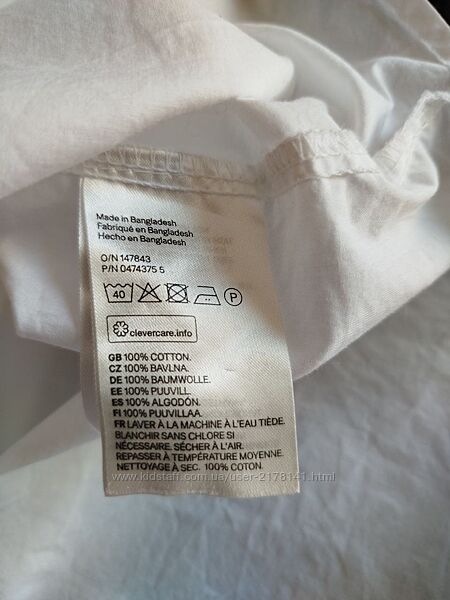 Made in Bangladesh
Fabriqué en Bangladesh
Hecho en Bangladesh
O/N 147843
P/N 0474375 5
40 P
clevercare.info
GB 100% COTTON.
CZ 100% BAVLNA.
DE 100% BAUMWOLLE.
EE 100% PUUVILL.
ES 100% ALGODÓN.
FI 100% PUUVILLAA.
FR LAVER À LA MACHINE À L'EAU TIÈDE.
BLANCHIR SANS CHLORE SI
NÉCESSAIRE. SÉCHER À L'AIR.
REPASSER À TEMPÉRATURE MOYENNE.
NETTOYAGE À SEC. 100% COTON.
www.kidstaff.com.ua/user-2178141.html